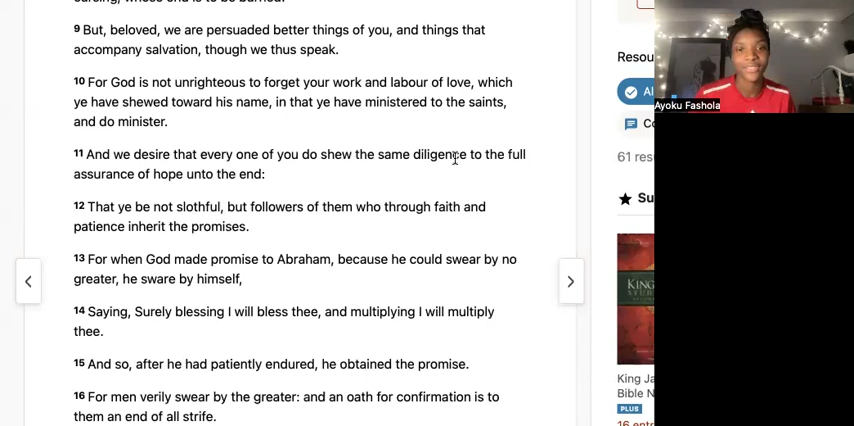 9 But, beloved, we are persuaded better things of you, and things that
accompany salvation, though we thus speak.
10 For God is not unrighteous to forget your work and labour of love, which
ye have shewed toward his name, in that ye have ministered to the saints,
and do minister.
11 And we desire that every one of you do shew the same diligence to the full
assurance of hope unto the end:
12 That ye be not slothful, but followers of them who through faith and
patience inherit the promises.
13 For when God made promise to Abraham, because he could swear by no
greater, he sware by himself,
14 Saying, Surely blessing I will bless thee, and multiplying I will multiply
thee.
15 And so, after he had patiently endured, he obtained the promise.
16 For men verily swear by the greater: and an oath for confirmation is to
them an end of all strife.
Resou
Al
Co
61 res
Su
KING
King Ja
Bible N
PLUS
16 entr
Ayoku Fashola